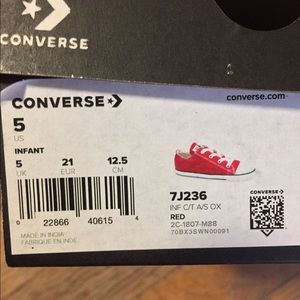 CONVERSE
CONVERSE
converse.com
5
US
INFANT
5 21 12.5
UK EUR CM
7J236
INF C/T A/S OX
RED
2C-1807-M88
70BX3SWN00091
CONVERSE
0 22866 40615 4
MADE IN INDIA
FABRIQUE EN INDE